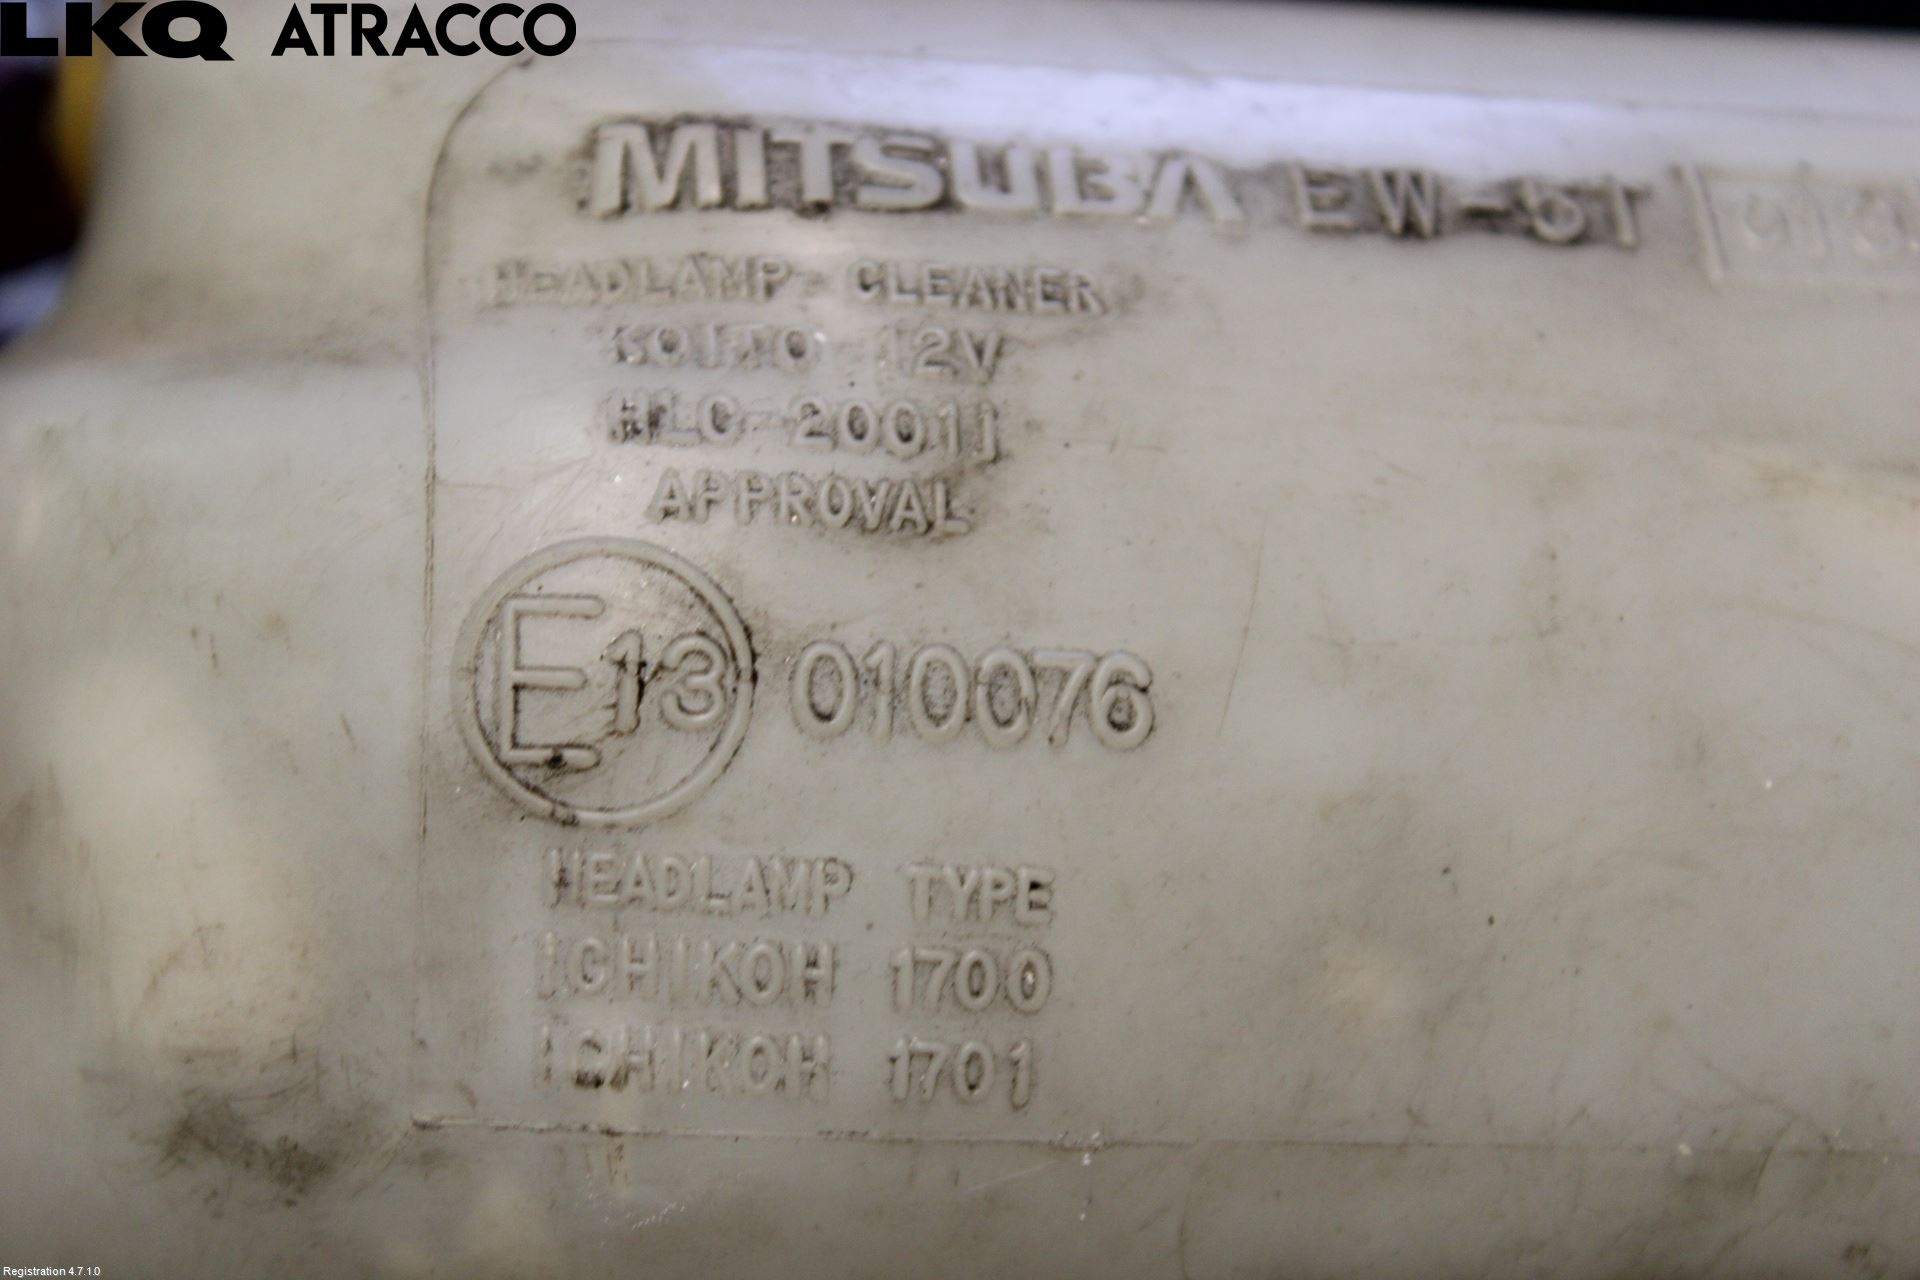 LKQ ATRACCO
MITSUBA EW-51
HEADLAMP CLEANER
KOITO 12V
HLC-20011
APPROVAL
E13 010076
HEADLAMP TYPE
ICHIKOH 1700
ICHIKOH 1701
Registration 4.7.1.0